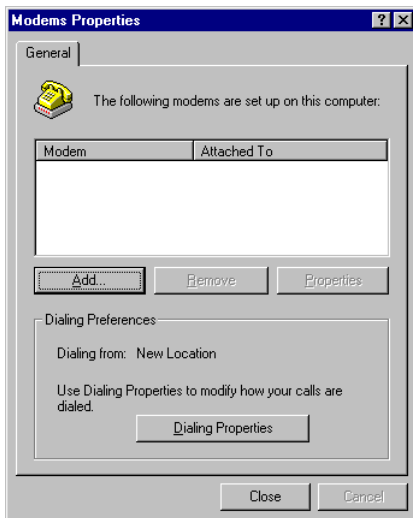 Modems Properties
General
The following modems are set up on this computer:
Modem Attached To
Add... Remove Properties
Dialing Preferences
Dialing from: New Location
Use Dialing Properties to modify how your calls are
dialed.
Dialing Properties
Close Cancel